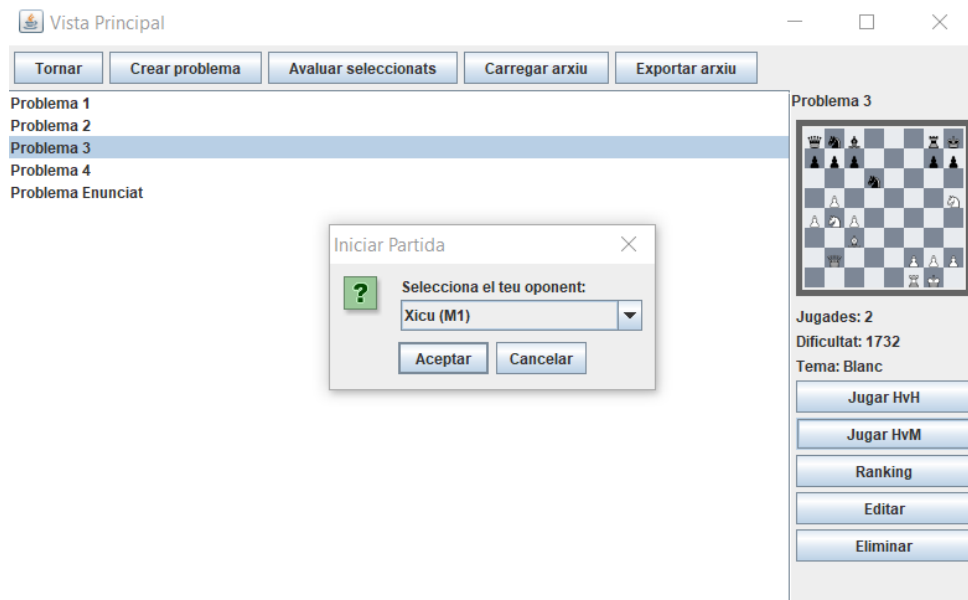 Vista Principal
Tornar
Crear problema
Avaluar seleccionats
Carregar arxiu
Exportar arxiu
Problema 1
Problema 2
Problema 3
Problema 4
Problema Enunciat
Iniciar Partida
?
Selecciona el teu oponent:
Xicu (M1)
Aceptar
Cancelar
Problema 3
Jugades: 2
Dificultat: 1732
Tema: Blanc
Jugar HvH
Jugar HvM
Ranking
Editar
Eliminar